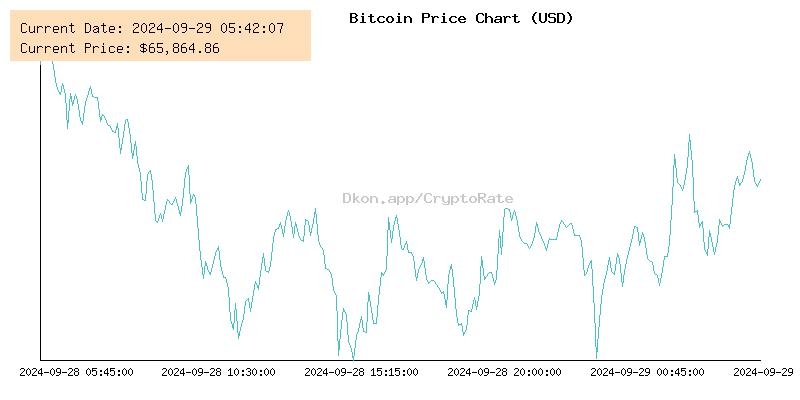 Bitcoin Price Chart (USD)
Current Date: 2024-09-29 05:42:07
Current Price: $65,864.86
Dkon.app/CryptoRate
2024-09-28 05:45:00 2024-09-28 10:30:00 2024-09-28 15:15:00 2024-09-28 20:00:00 2024-09-29 00:45:00 2024-09-29